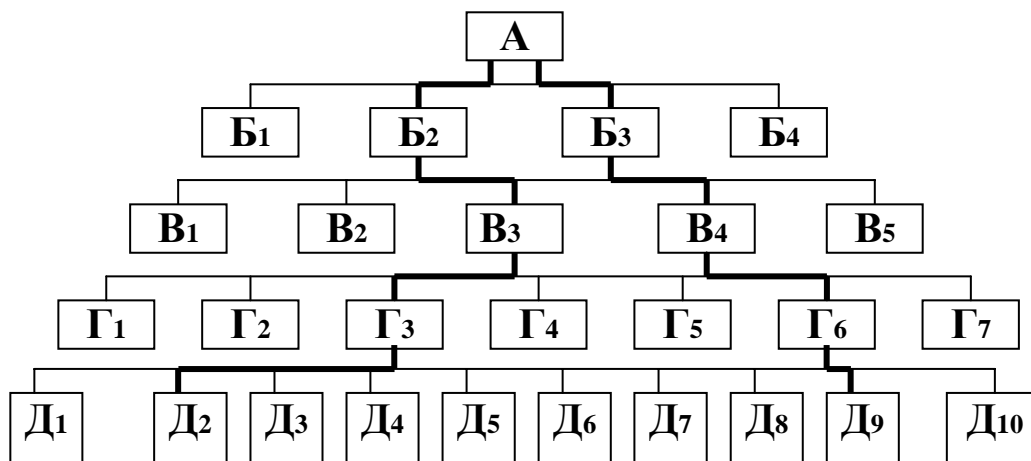 А
Б1 Б2 Б3 Б4
В1 В2 В3 В4 В5
Г1 Г2 Г3 Г4 Г5 Г6 Г7
Д1 Д2 Д3 Д4 Д5 Д6 Д7 Д8 Д9 Д10